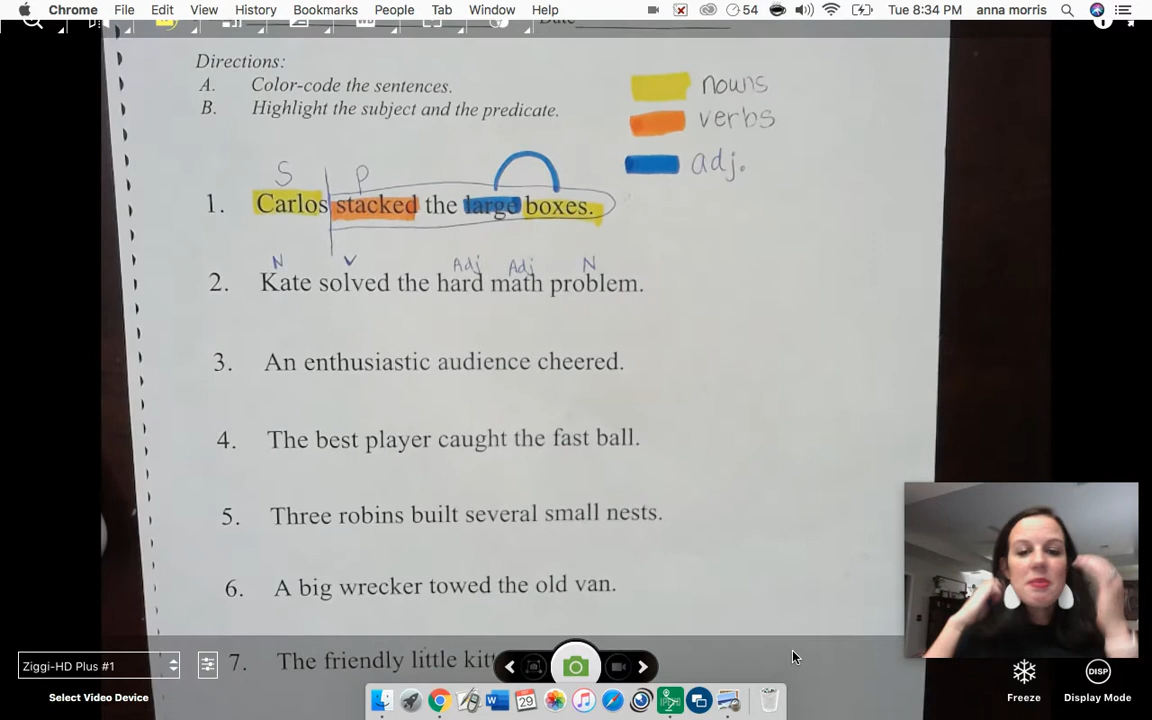 Chrome File Edit View History Bookmarks People Tab Window Help 54 Tue 8:34 PM anna morris
Directions:
A. Color-code the sentences.
B. Highlight the subject and the predicate.
nouns
verbs
adj.
S P
1. Carlos stacked the large boxes.
N V Adj Adj N
2. Kate solved the hard math problem.
3. An enthusiastic audience cheered.
4. The best player caught the fast ball.
5. Three robins built several small nests.
6. A big wrecker towed the old van.
7. The friendly little
Ziggi-HD Plus #1
Select Video Device
DISP
Freeze Display Mode
29